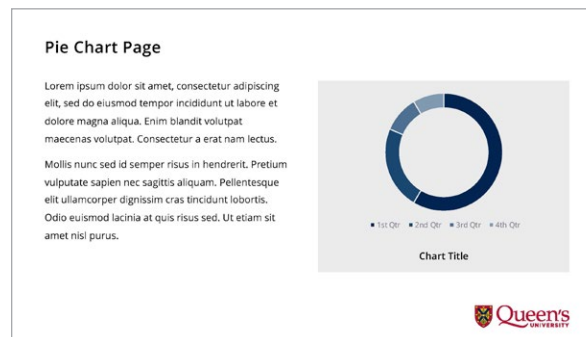 Pie Chart Page
Lorem ipsum dolor sit amet, consectetur adipiscing
elit, sed do eiusmod tempor incididunt ut labore et
dolore magna aliqua. Enim blandit volutpat
maecenas volutpat. Consectetur a erat nam lectus.
Mollis nunc sed id semper risus in hendrerit. Pretium
vulputate sapien nec sagittis aliquam. Pellentesque
elit ullamcorper dignissim cras tincidunt lobortis.
Odio euismod lacinia at quis risus sed. Ut etiam sit
amet nisl purus.
1st Qtr 2nd Qtr 3rd Qtr 4th Qtr
Chart Title
Queen's
UNIVERSITY